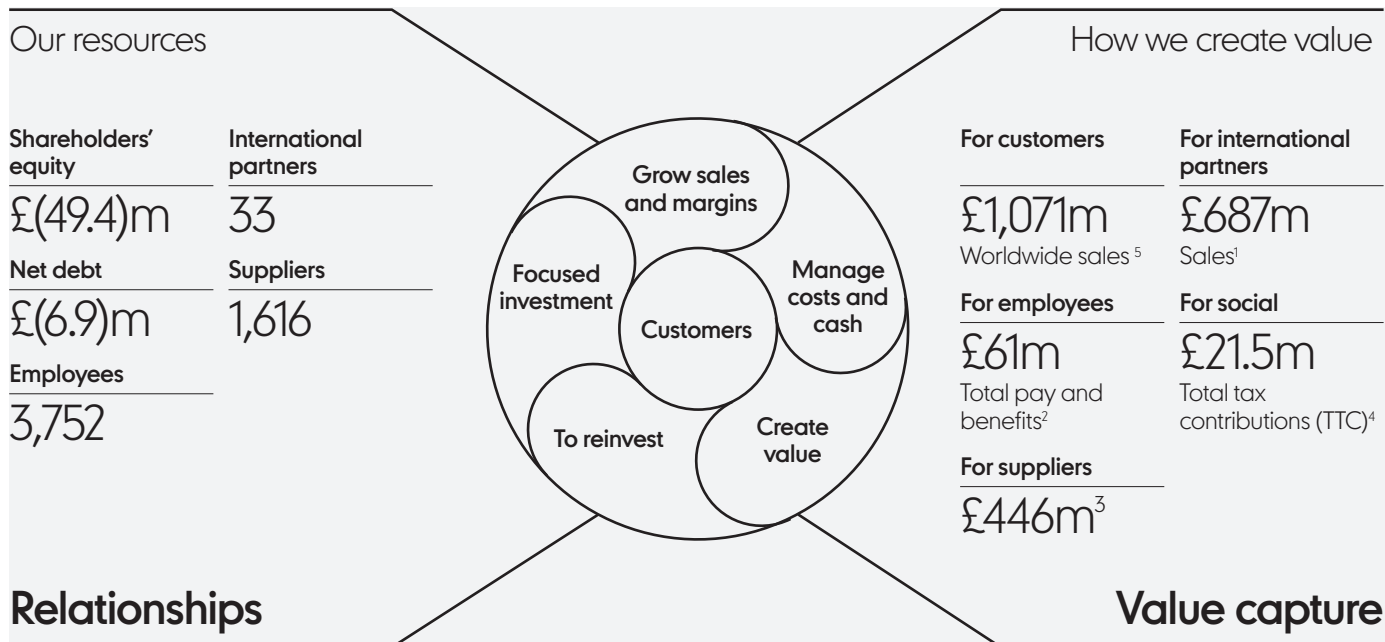 Our resources
Shareholders’
equity
£(49.4)m
International
partners
33
Net debt
£(6.9)m
Suppliers
1,616
Employees
3,752
Grow sales
and margins
Focused
investment
Manage
costs and
cash
Customers
To reinvest
Create
value
How we create value
For customers
£1,071m
Worldwide sales ⁵
For international
partners
£687m
Sales¹
For employees
£61m
Total pay and
benefits²
For social
£21.5m
Total tax
contributions (TTC)⁴
For suppliers
£446m³
Relationships
Value capture